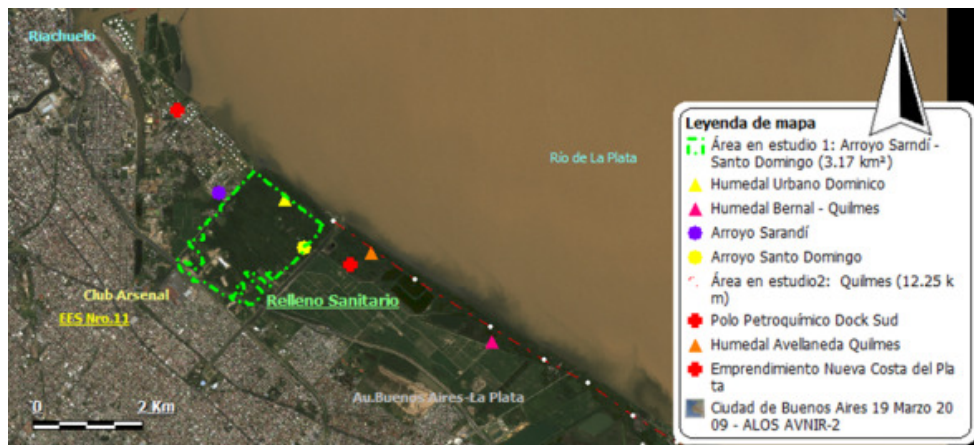 N
Riachuelo
Río de La Plata
Club Arsenal
EES Nro.11
Relleno Sanitario
Au.Buenos Aires-La Plata
0 2 Km
Leyenda de mapa
Área en estudio 1: Arroyo Sarndí -
Santo Domingo (3.17 km²)
Humedal Urbano Dominico
Humedal Bernal - Quilmes
Arroyo Sarandí
Arroyo Santo Domingo
Área en estudio2: Quilmes (12.25 k
m)
Polo Petroquímico Dock Sud
Humedal Avellaneda Quilmes
Emprendimiento Nueva Costa del Pla
ta
Ciudad de Buenos Aires 19 Marzo 20
09 - ALOS AVNIR-2